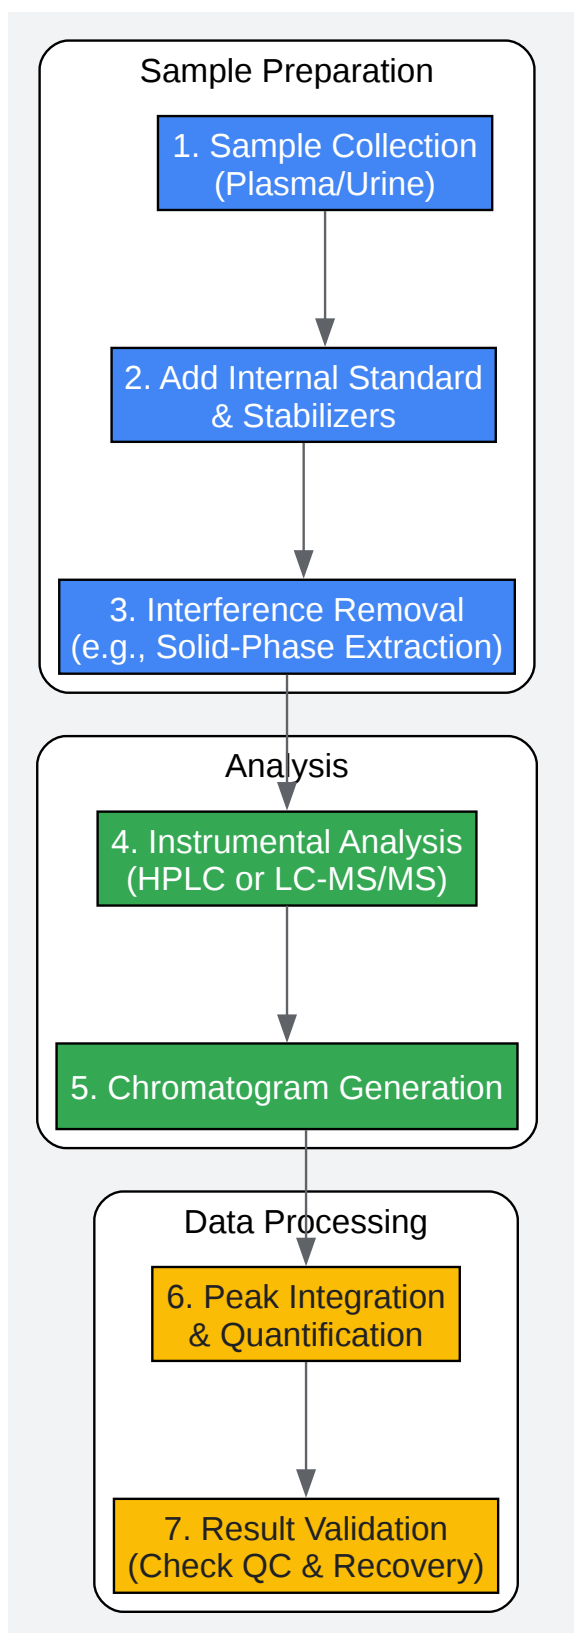 Sample Preparation
1. Sample Collection
(Plasma/Urine)
2. Add Internal Standard
& Stabilizers
3. Interference Removal
(e.g., Solid-Phase Extraction)
Analysis
4. Instrumental Analysis
(HPLC or LC-MS/MS)
5. Chromatogram Generation
Data Processing
6. Peak Integration
& Quantification
7. Result Validation
(Check QC & Recovery)